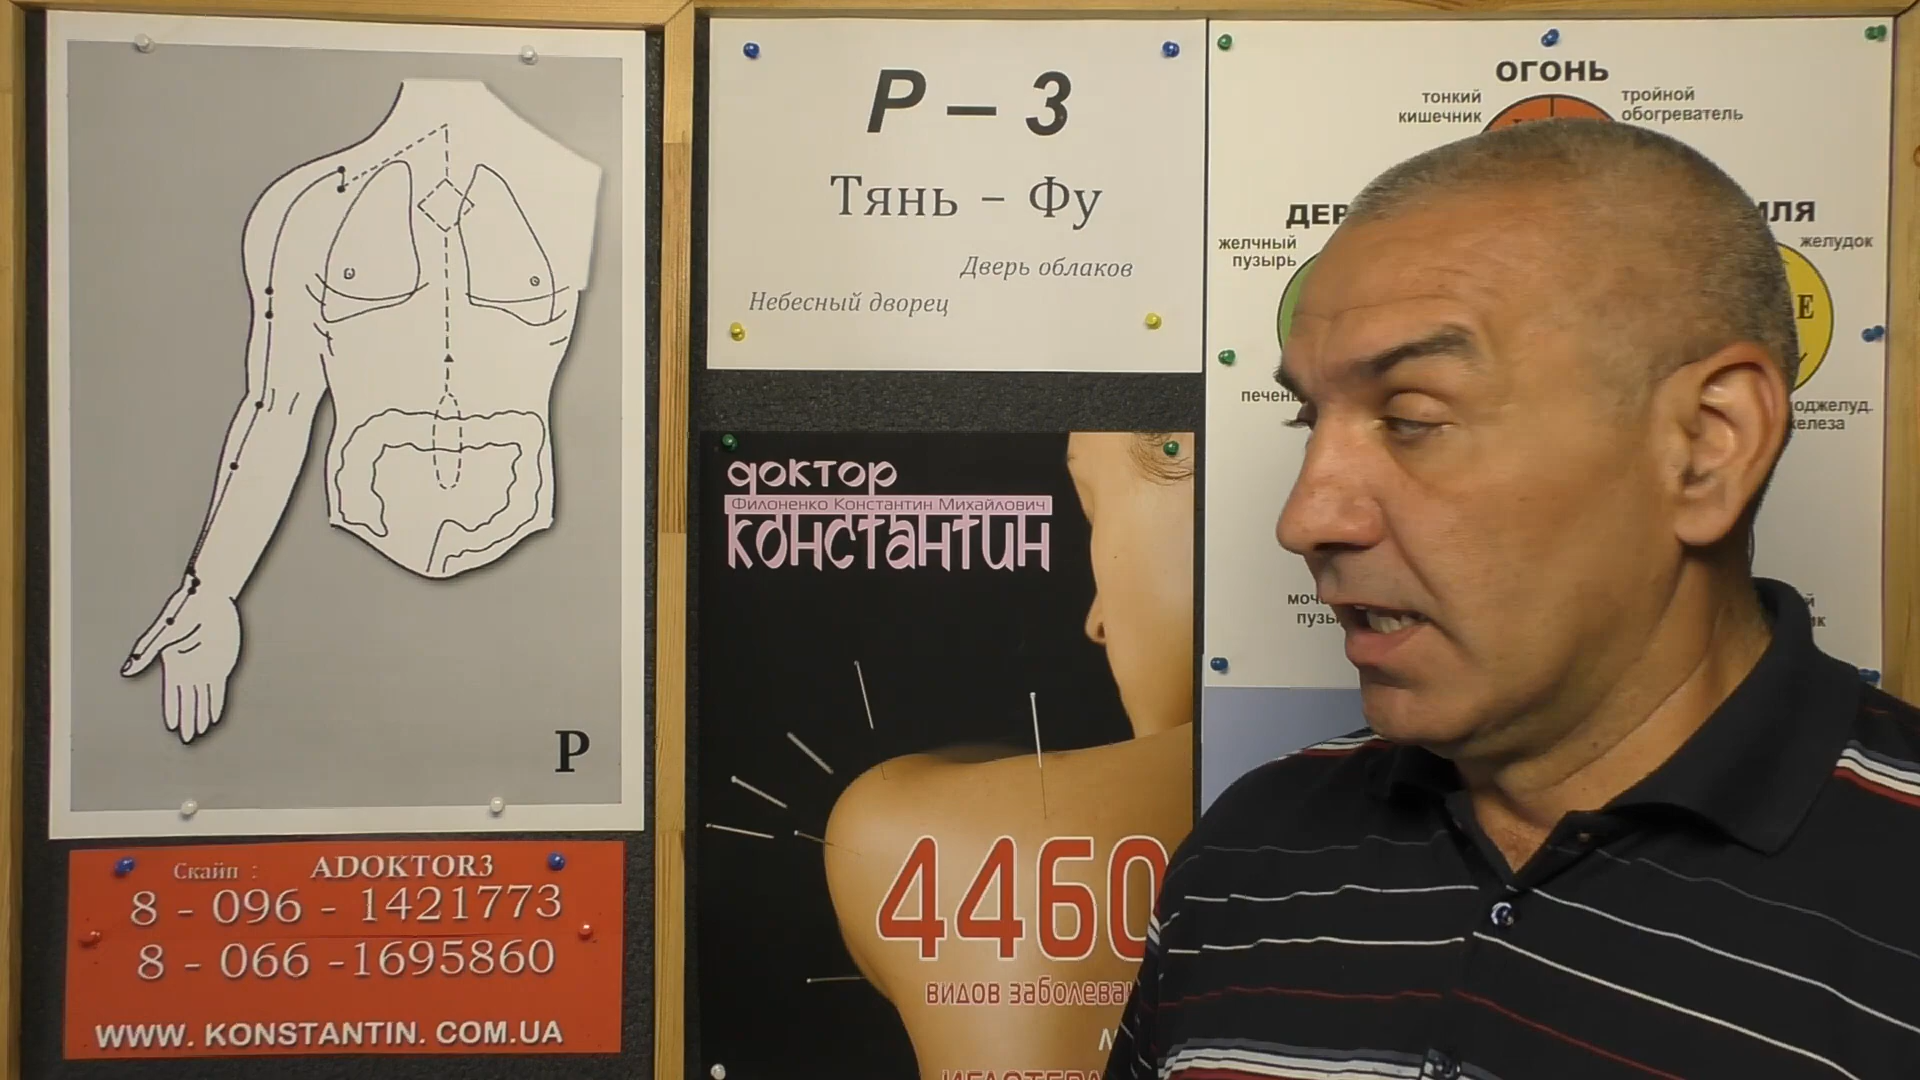 P
Скайп : ADOKTOR3
8 - 096 - 1421773
8 - 066 -1695860
WWW. KONSTANTIN. COM.UA
P – 3
Тянь – Фу
Дверь облаков
Небесный дворец
доктор
Филоненко Константин Михайлович
константин
4460
видов
ОГОНЬ
тонкий
кишечник
тройной
обогреватель
желчный
пузырь
желудок